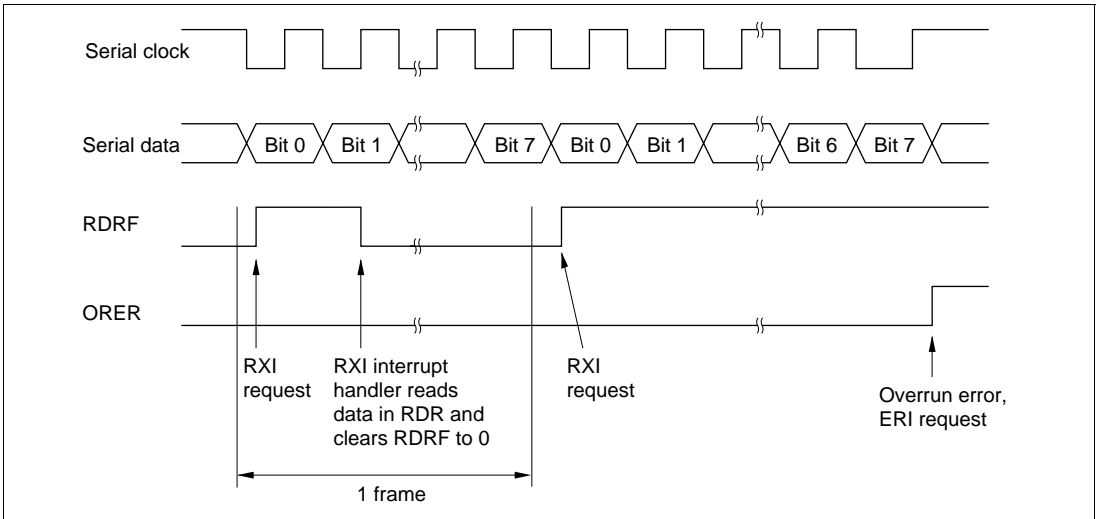 Serial clock
Serial data
Bit 0
Bit 1
Bit 7
Bit 0
Bit 1
Bit 6
Bit 7
RDRF
ORER
RXI
request
RXI interrupt
handler reads
data in RDR and
clears RDRF to 0
RXI
request
Overrun error,
ERI request
1 frame